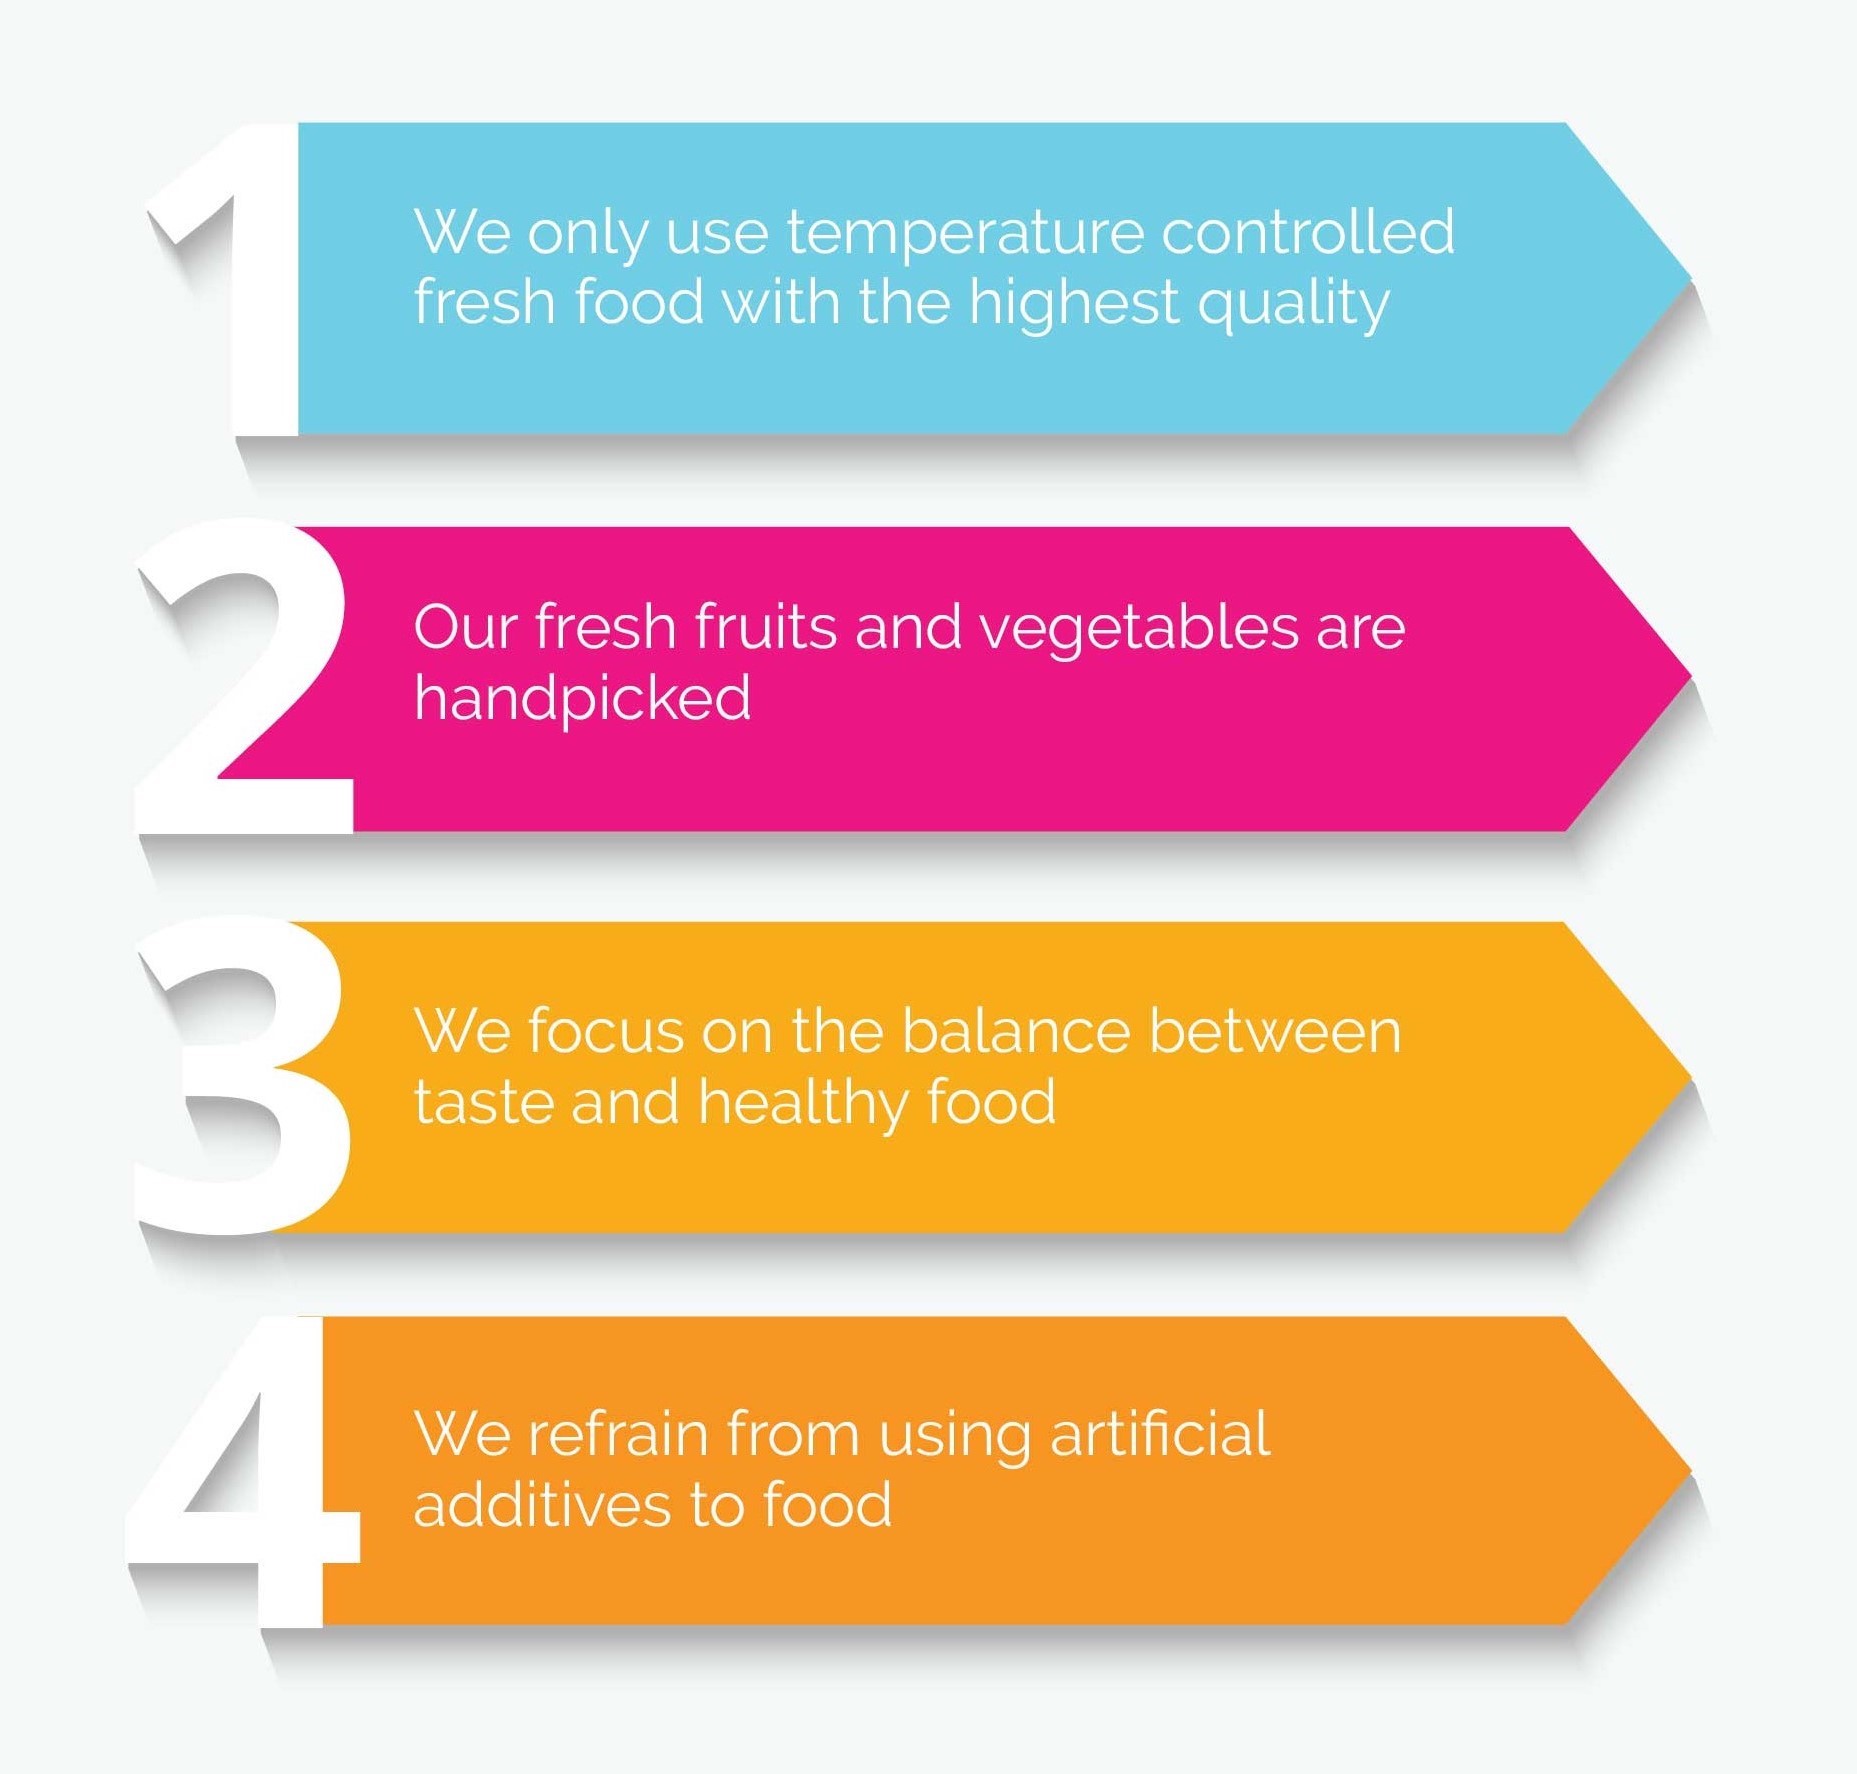 1
We only use temperature controlled
fresh food with the highest quality
2
Our fresh fruits and vegetables are
handpicked
3
We focus on the balance between
taste and healthy food
4
We refrain from using artificial
additives to food